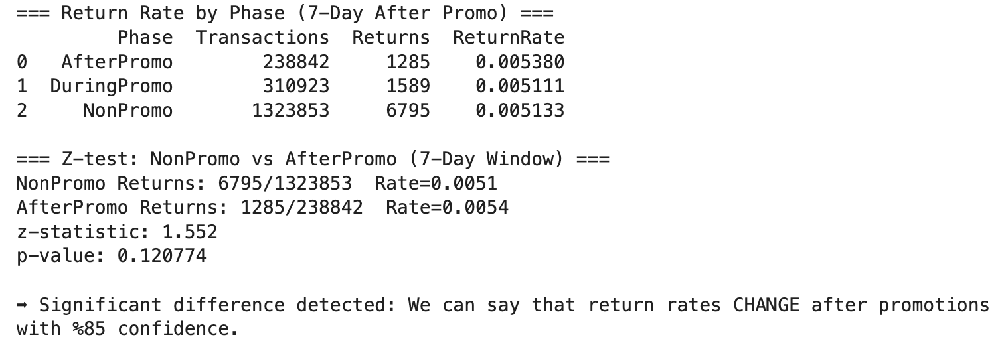 === Return Rate by Phase (7-Day After Promo) ===
Phase Transactions Returns ReturnRate
0 AfterPromo 238842 1285 0.005380
1 DuringPromo 310923 1589 0.005111
2 NonPromo 1323853 6795 0.005133
=== Z-test: NonPromo vs AfterPromo (7-Day Window) ===
NonPromo Returns: 6795/1323853 Rate=0.0051
AfterPromo Returns: 1285/238842 Rate=0.0054
z-statistic: 1.552
p-value: 0.120774
➡ Significant difference detected: We can say that return rates CHANGE after promotions
with %85 confidence.